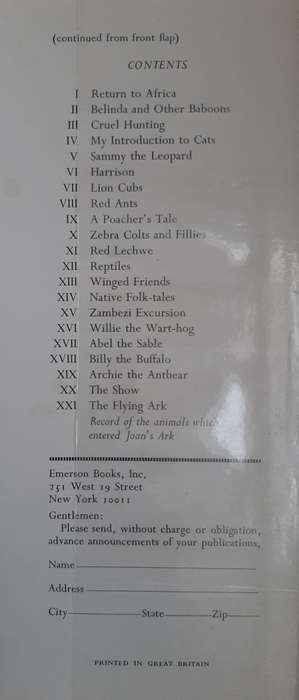 (continued from front flap)
CONTENTS
I Return to Africa
II Belinda and Other Baboons
III Cruel Hunting
IV My Introduction to Cats
V Sammy the Leopard
VI Harrison
VII Lion Cubs
VIII Red Ants
IX A Poacher's Tale
X Zebra Colts and Fillies
XI Red Lechwe
XII Reptiles
XIII Winged Friends
XIV Native Folk-tales
XV Zambezi Excursion
XVI Willie the Wart-hog
XVII Abel the Sable
XVIII Billy the Buffalo
XIX Archie the Antbear
XX The Show
XXI The Flying Ark
Record of the animals which
entered Joan's Ark
Emerson Books, Inc.
251 West 19 Street
New York 10011
Gentlemen:
Please send, without charge or obligation,
advance announcements of your publications.
Name
Address
City State Zip
PRINTED IN GREAT BRITAIN